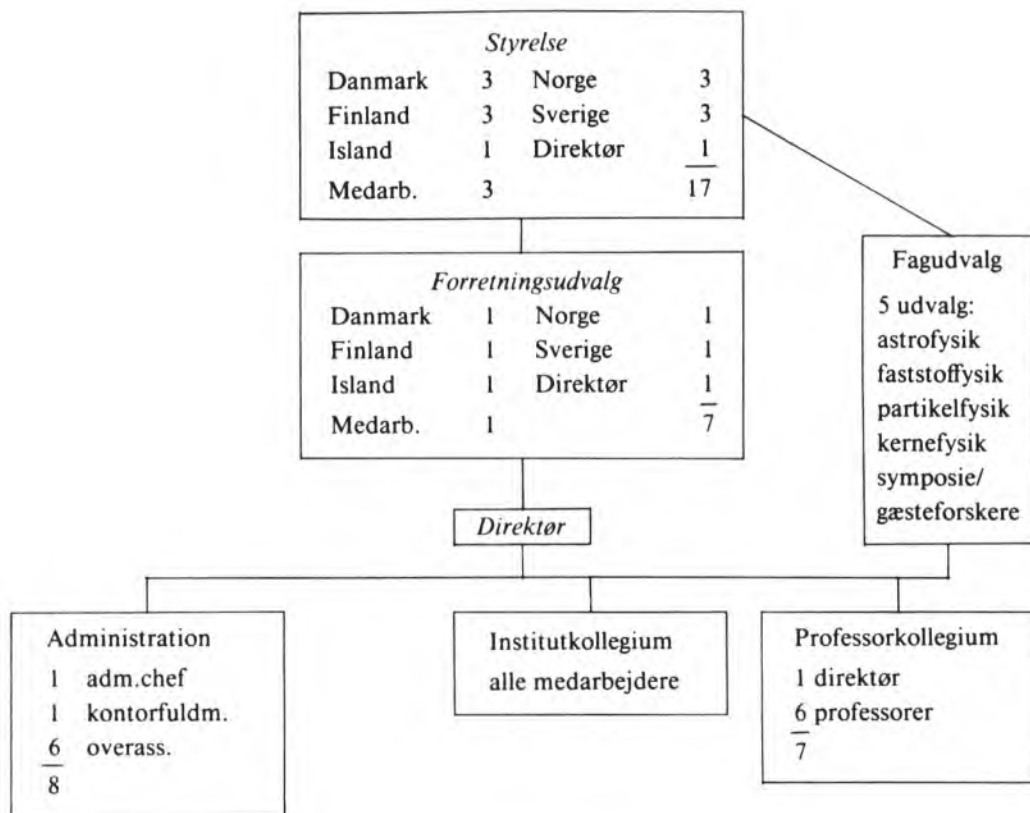 Styrelse
Danmark 3 Norge 3
Finland 3 Sverige 3
Island 1 Direktør 1
Medarb. 3 17
Forretningsudvalg
Danmark 1 Norge 1
Finland 1 Sverige 1
Island 1 Direktør 1
Medarb. 1 7
Fagudvalg
5 udvalg:
astrofysik
faststoffysik
partikelfysik
kernefysik
symposie/
gæsteforskere
Direktør
Administration
1 adm.chef
1 kontorfuldm.
6 overass.
8
Institutkollegium
alle medarbejdere
Professorkollegium
1 direktør
6 professorer
7